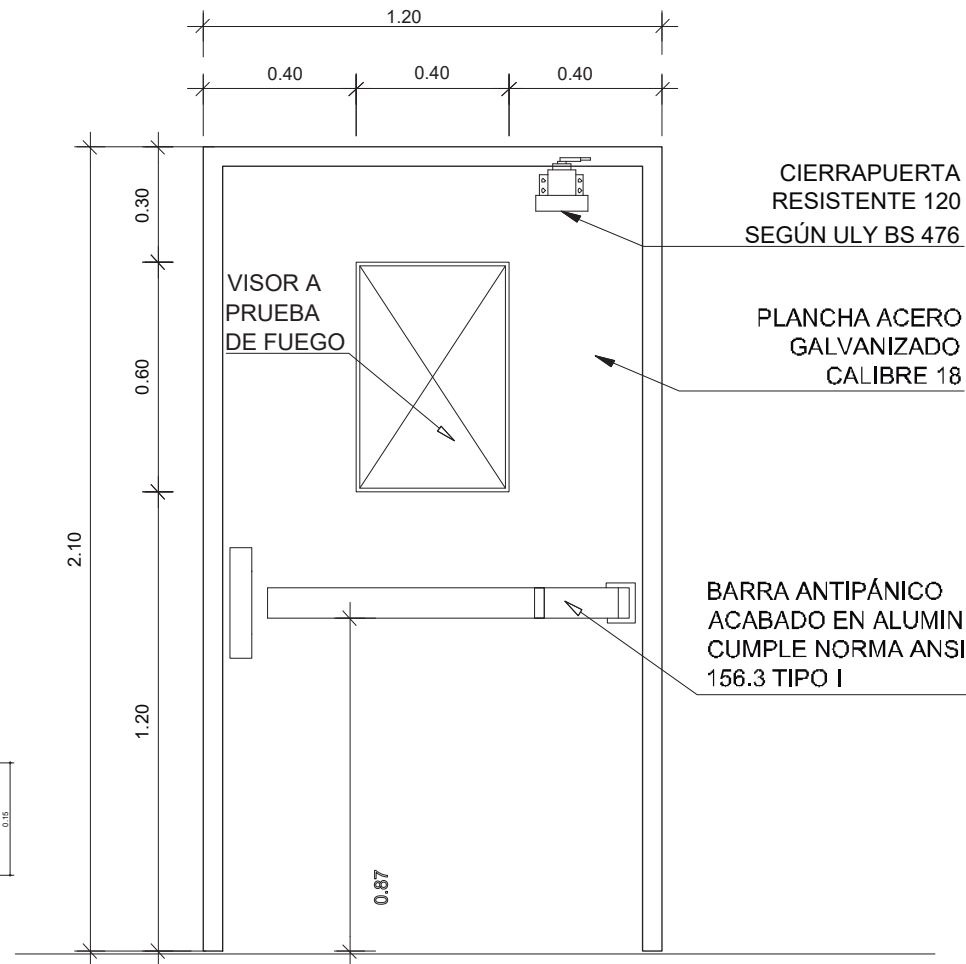 1.20
0.40
0.40
0.40
0.30
CIERRAPUERTA
RESISTENTE 120
SEGÚN ULY BS 476
VISOR A
PRUEBA
DE FUEGO
PLANCHA ACERO
GALVANIZADO
CALIBRE 18
0.60
2.10
BARRA ANTIPÁNICO
ACABADO EN ALUMIN
CUMPLE NORMA ANSI
156.3 TIPO I
1.20
0.15
0.87